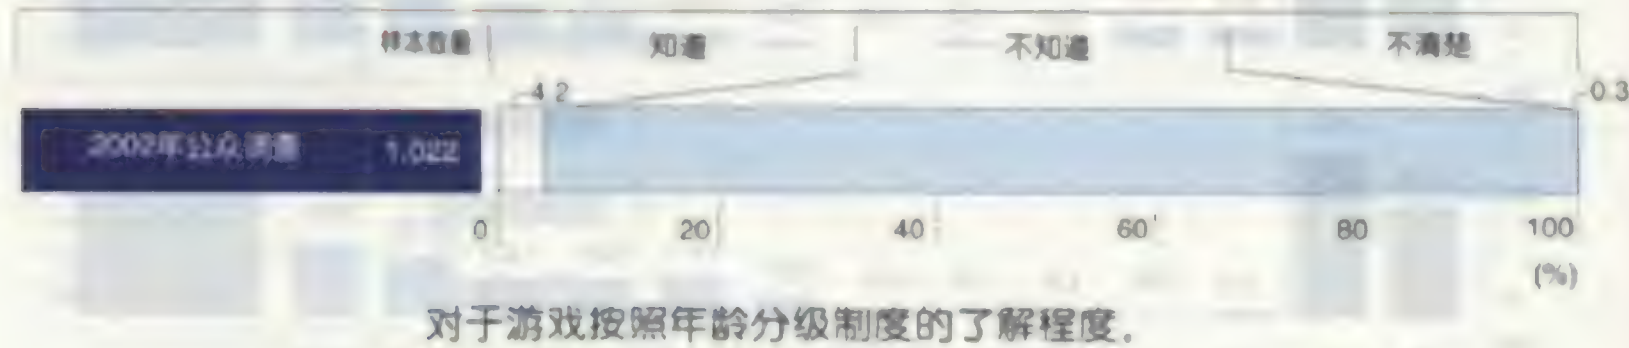 样本数量 知道 不知道 不清楚
4 2 0 3
2002年公众调查 1.022
0 20 40 60 80 100
(%)
对于游戏按照年龄分级制度的了解程度.